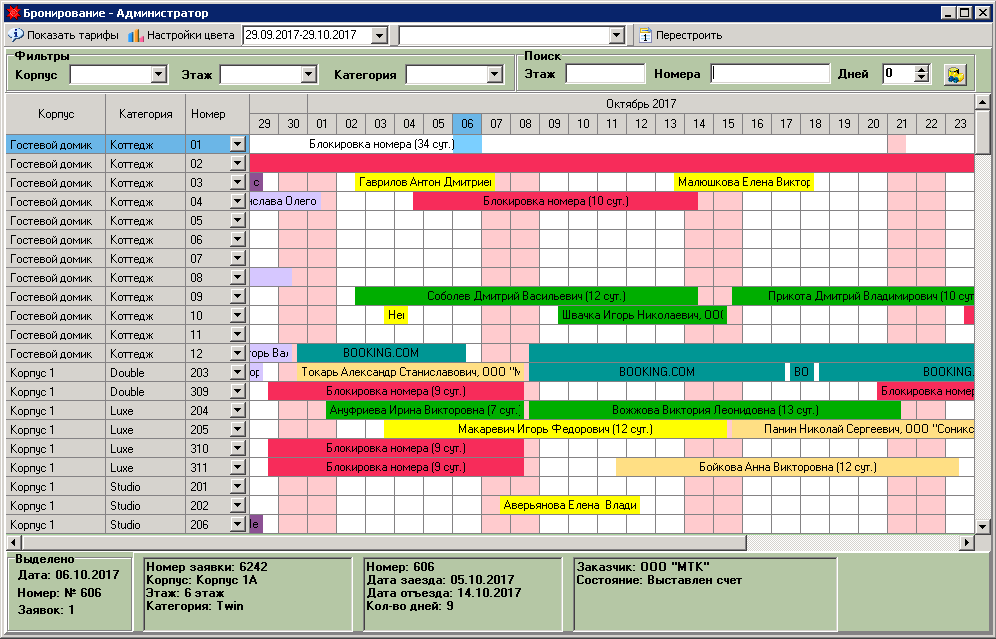 Бронирование - Администратор
Показать тарифы Настройки цвета 29.09.2017-29.10.2017 Перестроить
Фильтры Поиск
Корпус Этаж Категория Этаж Номера Дней 0
Корпус Категория Номер Октябрь 2017
29 30 01 02 03 04 05 06 07 08 09 10 11 12 13 14 15 16 17 18 19 20 21 22 23
Гостевой домик Коттедж 01 Блокировка номера (34 сут.)
Гостевой домик Коттедж 02
Гостевой домик Коттедж 03 с Гаврилов Антон Дмитриев Малюшкова Елена Виктор
Гостевой домик Коттедж 04 ислава Олего Блокировка номера (10 сут.)
Гостевой домик Коттедж 05
Гостевой домик Коттедж 06
Гостевой домик Коттедж 07
Гостевой домик Коттедж 08
Гостевой домик Коттедж 09 Соболев Дмитрий Васильевич (12 сут.) Прикота Дмитрий Владимирович (10 сут
Гостевой домик Коттедж 10 Нем Швачка Игорь Николаевич, ООО
Гостевой домик Коттедж 11
Гостевой домик Коттедж 12 горь Вал BOOKING.COM
Корпус 1 Double 203 ор Токарь Александр Станиславович, ООО "М BOOKING.COM BO BOOKING.
Корпус 1 Double 309 Блокировка номера (9 сут.) Блокировка номер
Корпус 1 Luxe 204 Ануфриева Ирина Викторовна (7 сут.) Вожжова Виктория Леонидовна (13 сут.)
Корпус 1 Luxe 205 Макаревич Игорь Федорович (12 сут.) Панин Николай Сергеевич, ООО "Соникс
Корпус 1 Luxe 310 Блокировка номера (9 сут.)
Корпус 1 Luxe 311 Блокировка номера (9 сут.) Бойкова Анна Викторовна (12 сут.)
Корпус 1 Studio 201
Корпус 1 Studio 202 Аверьянова Елена Влади
Корпус 1 Studio 206 Ле
Выделено
Дата: 06.10.2017
Номер: № 606
Заявок: 1
Номер заявки: 6242
Корпус: Корпус 1А
Этаж: 6 этаж
Категория: Twin
Номер: 606
Дата заезда: 05.10.2017
Дата отъезда: 14.10.2017
Кол-во дней: 9
Заказчик: ООО "МТК"
Состояние: Выставлен счет